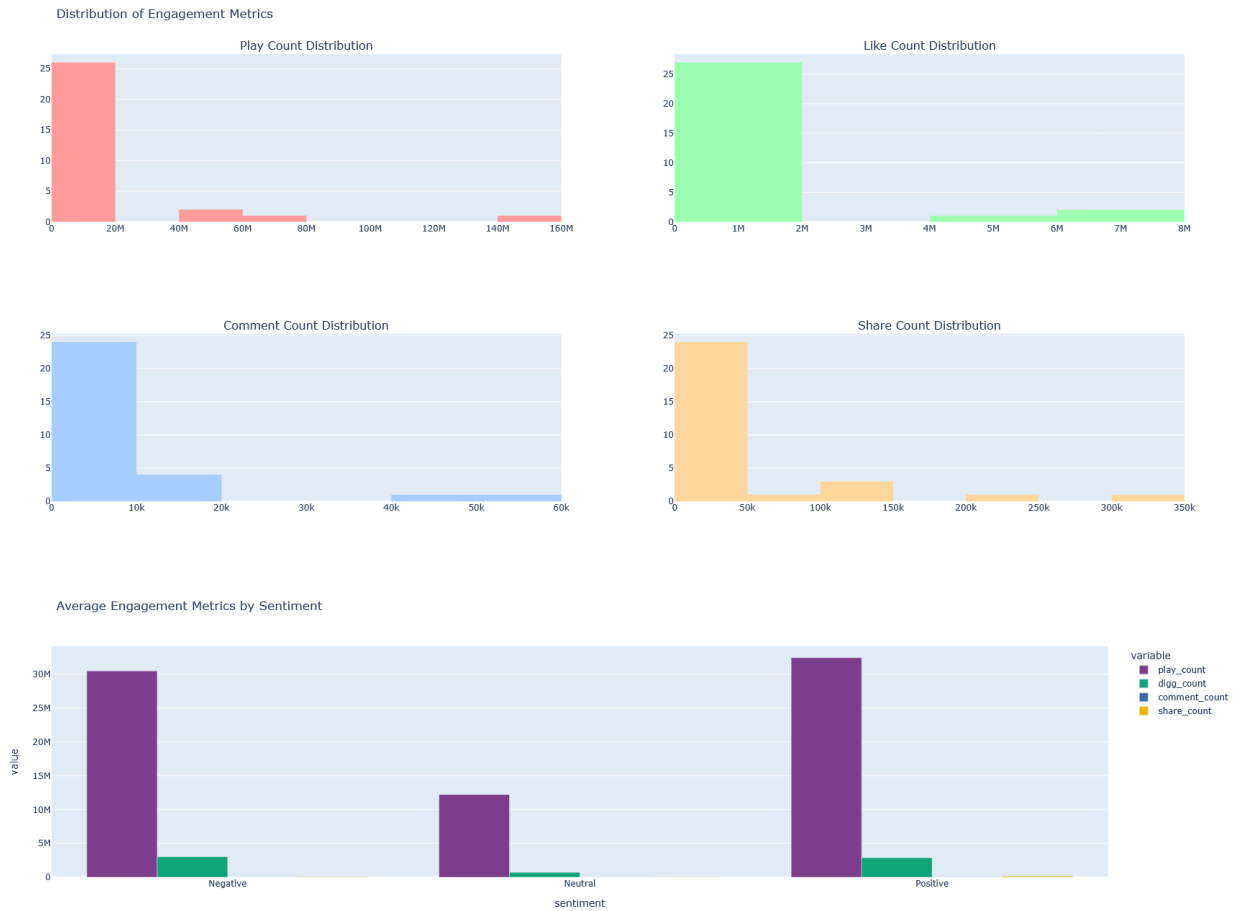 Distribution of Engagement Metrics
Play Count Distribution
Like Count Distribution
25
20
15
10
5
0
0 20M 40M 60M 80M 100M 120M 140M 160M
25
20
15
10
5
0
0 1M 2M 3M 4M 5M 6M 7M 8M
Comment Count Distribution
Share Count Distribution
25
20
15
10
5
0
0 10k 20k 30k 40k 50k 60k
25
20
15
10
5
0
0 50k 100k 150k 200k 250k 300k 350k
Average Engagement Metrics by Sentiment
value
30M
25M
20M
15M
10M
5M
0
Negative Neutral Positive
sentiment
variable
play_count
digg_count
comment_count
share_count